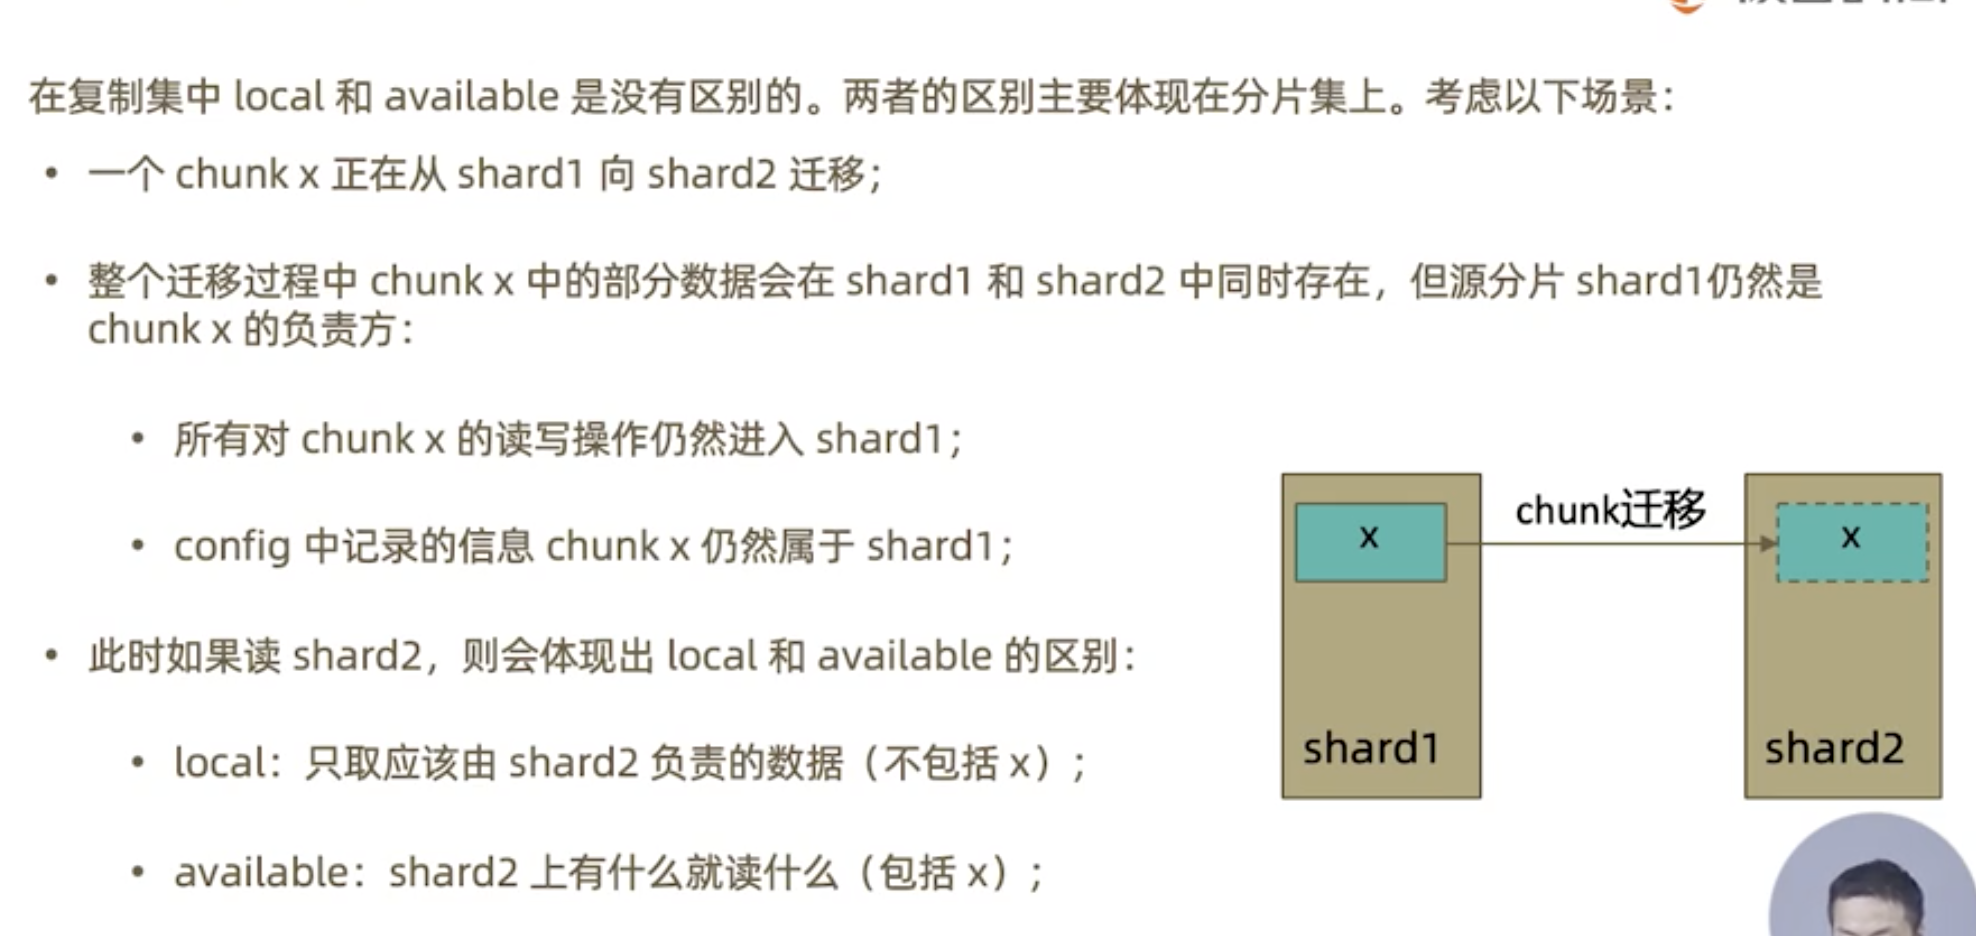 在复制集中 local 和 available 是没有区别的。两者的区别主要体现在分片集上。考虑以下场景：
• 一个 chunk x 正在从 shard1 向 shard2 迁移；
• 整个迁移过程中 chunk x 中的部分数据会在 shard1 和 shard2 中同时存在，但源分片 shard1仍然是
chunk x 的负责方：
• 所有对 chunk x 的读写操作仍然进入 shard1；
• config 中记录的信息 chunk x 仍然属于 shard1；
• 此时如果读 shard2，则会体现出 local 和 available 的区别：
• local：只取应该由 shard2 负责的数据（不包括 x）；
• available：shard2 上有什么就读什么（包括 x）；
chunk迁移
x
x
shard1
shard2